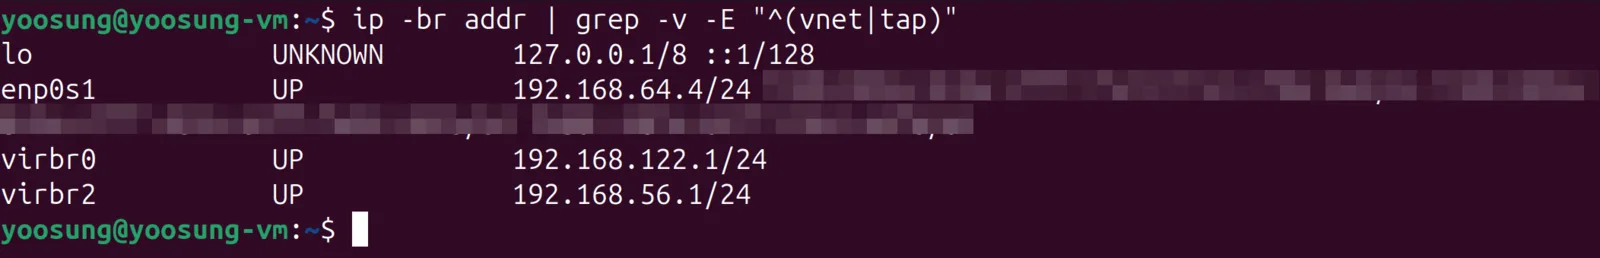 yoosung@yoosung-vm:~$ ip -br addr | grep -v -E "^(vnet|tap)"
lo UNKNOWN 127.0.0.1/8 ::1/128
enp0s1 UP 192.168.64.4/24
virbr0 UP 192.168.122.1/24
virbr2 UP 192.168.56.1/24
yoosung@yoosung-vm:~$